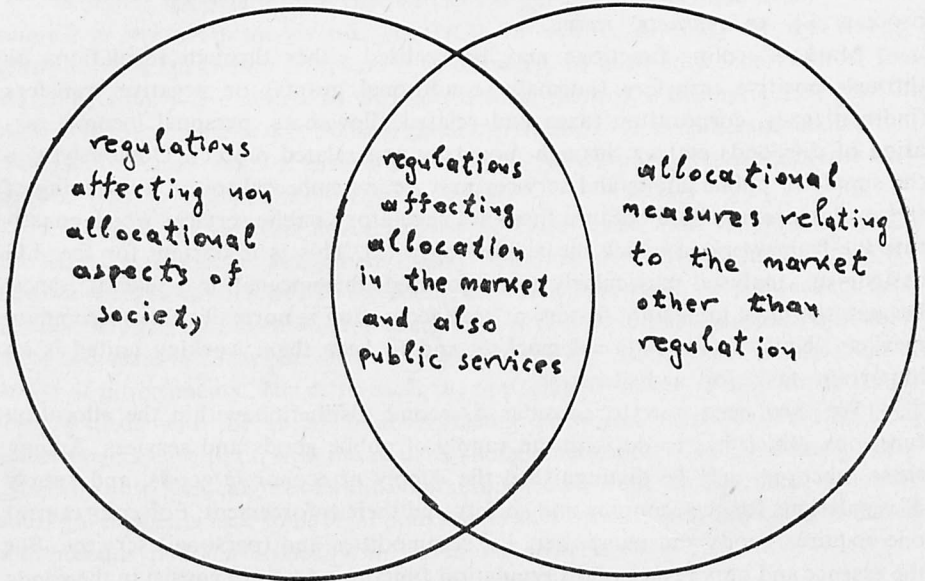 regulations
affecting non
allocational
aspects of
society
regulations
affecting
allocation
in the market
and also
public services
allocational
measures relating
to the market
other than
regulation